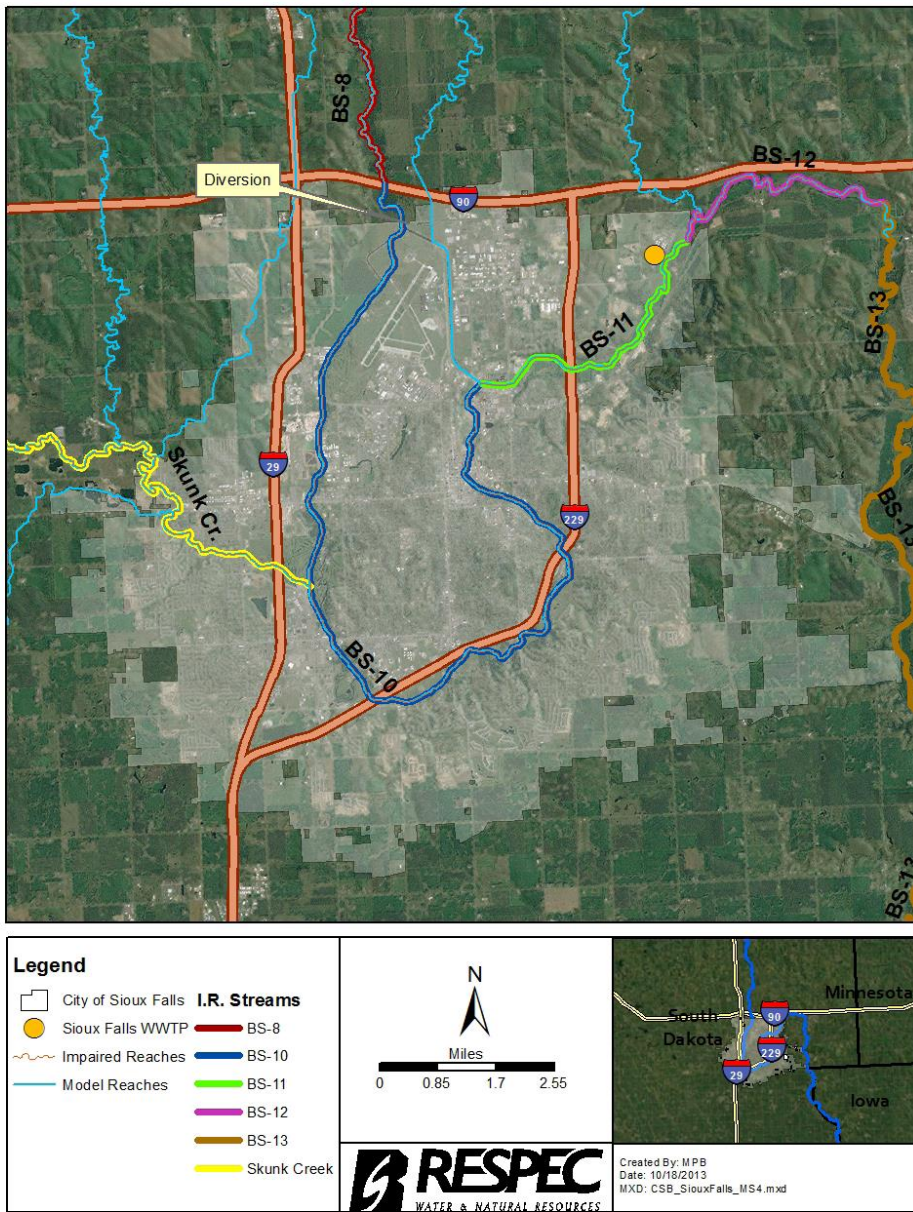 BS-8
BS-12
Diversion
90
BS-11
BS-13
Skunk Cr.
29
229
BS-13
BS-10
BS-13
Legend
City of Sioux Falls
Sioux Falls WWTP
Impaired Reaches
Model Reaches
I.R. Streams
BS-8
BS-10
BS-11
BS-12
BS-13
Skunk Creek
N
Miles
0 0.85 1.7 2.55
RESPEC
WATER & NATURAL RESOURCES
South
Dakota
Minnesota
90
229
29
Iowa
Created By: MPB
Date: 10/18/2013
MXD: CSB_SiouxFalls_MS4.mxd